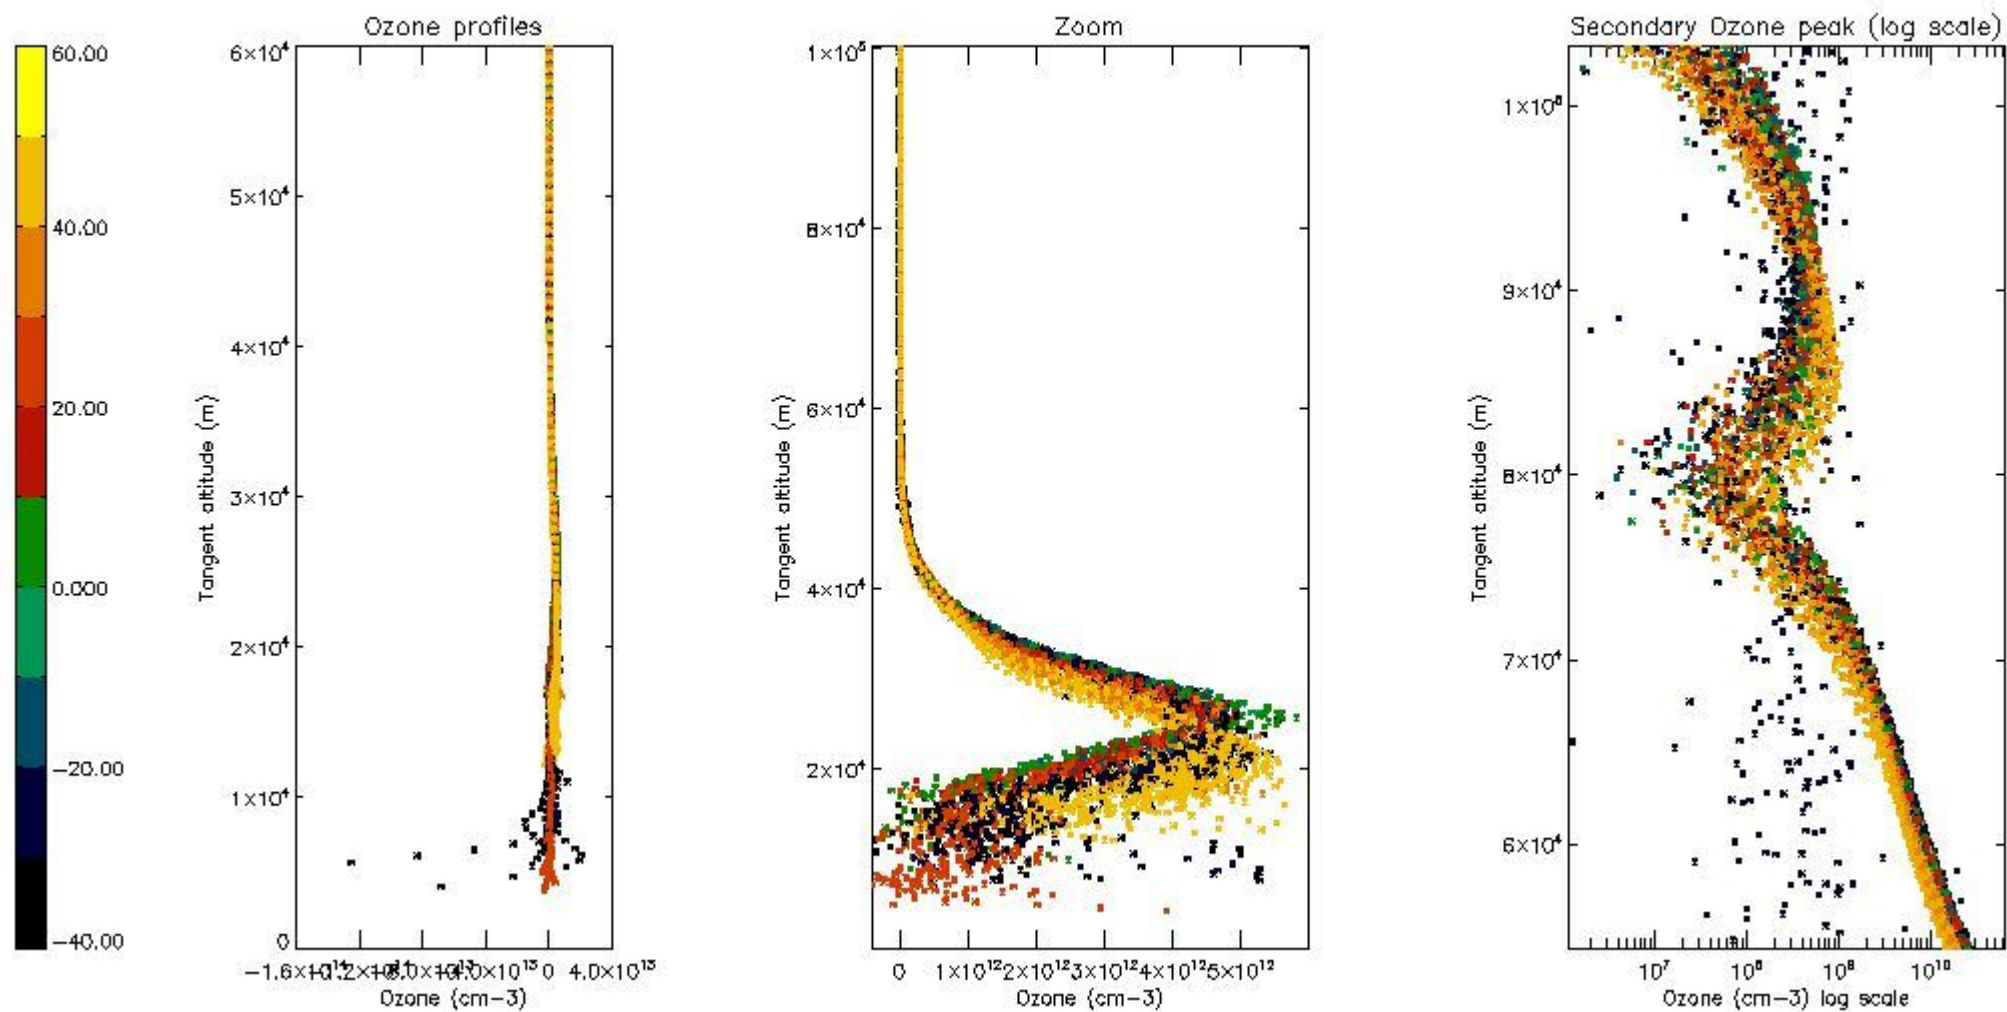 Ozone profiles
Zoom
Secondary Ozone peak (log scale)
60.00
40.00
20.00
0.000
−20.00
−40.00
6×10⁴
5×10⁴
4×10⁴
3×10⁴
2×10⁴
1×10⁴
0
Tangent altitude (m)
0 4.0×10¹³
Ozone (cm−3)
1×10⁵
8×10⁴
6×10⁴
4×10⁴
2×10⁴
Tangent altitude (m)
0 1×10¹² 2×10¹² 3×10¹² 4×10¹² 5×10¹²
Ozone (cm−3)
9×10⁴
8×10⁴
7×10⁴
6×10⁴
Tangent altitude (m)
10⁷ 10⁸ 10⁹ 10¹⁰
Ozone (cm−3) log scale